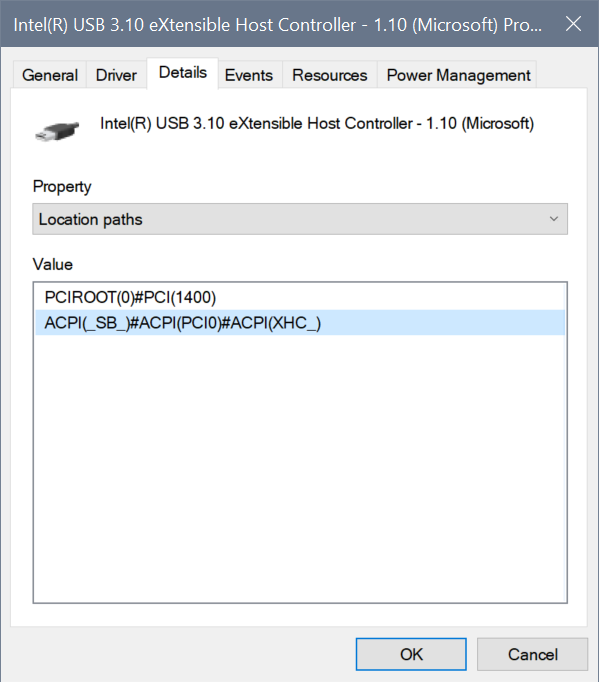 Intel(R) USB 3.10 eXtensible Host Controller - 1.10 (Microsoft) Pro...
General Driver Details Events Resources Power Management
Intel(R) USB 3.10 eXtensible Host Controller - 1.10 (Microsoft)
Property
Location paths
Value
PCIROOT(0)#PCI(1400)
ACPI(_SB_)#ACPI(PCI0)#ACPI(XHC_)
OK Cancel